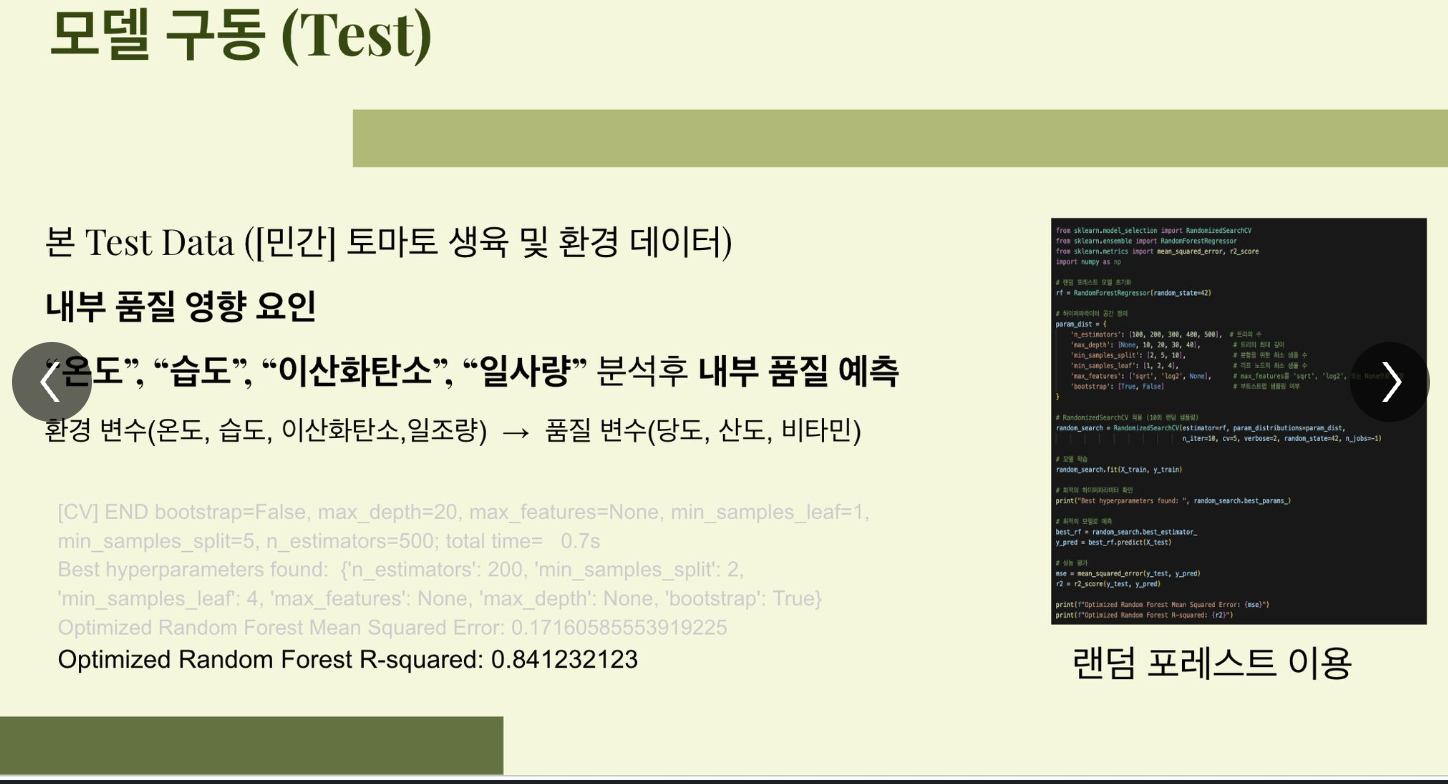 모델 구동 (Test)
본 Test Data ([민간] 토마토 생육 및 환경 데이터)
내부 품질 영향 요인
“온도”, “습도”, “이산화탄소”, “일사량” 분석후 내부 품질 예측
환경 변수(온도, 습도, 이산화탄소,일조량) → 품질 변수(당도, 산도, 비타민)
[CV] END bootstrap=False, max_depth=20, max_features=None, min_samples_leaf=1,
min_samples_split=5, n_estimators=500; total time= 0.7s
Best hyperparameters found: {'n_estimators': 200, 'min_samples_split': 2,
'min_samples_leaf': 4, 'max_features': None, 'max_depth': None, 'bootstrap': True}
Optimized Random Forest Mean Squared Error: 0.17160585553919225
Optimized Random Forest R-squared: 0.841232123
from sklearn.model_selection import RandomizedSearchCV
from sklearn.ensemble import RandomForestRegressor
from sklearn.metrics import mean_squared_error, r2_score
import numpy as np
# 랜덤 포레스트 모델 초기화
rf = RandomForestRegressor(random_state=42)
# 하이퍼파라미터 공간 정의
param_dist = {
'n_estimators': [100, 200, 300, 400, 500], # 트리의 수
'max_depth': [None, 10, 20, 30, 40], # 트리의 최대 깊이
'min_samples_split': [2, 5, 10], # 분할을 위한 최소 샘플 수
'min_samples_leaf': [1, 2, 4], # 리프 노드의 최소 샘플 수
'max_features': ['sqrt', 'log2', None], # max_features를 'sqrt', 'log2',
'bootstrap': [True, False] # 부트스트랩 샘플링 여부
}
# RandomizedSearchCV 적용 (10회 랜덤 샘플링)
random_search = RandomizedSearchCV(estimator=rf, param_distributions=param_dist,
n_iter=10, cv=5, verbose=2, random_state=42, n_jobs=-1)
# 모델 학습
random_search.fit(X_train, y_train)
# 최적의 하이퍼파라미터 확인
print("Best hyperparameters found: ", random_search.best_params_)
# 최적의 모델로 예측
best_rf = random_search.best_estimator_
y_pred = best_rf.predict(X_test)
# 성능 평가
mse = mean_squared_error(y_test, y_pred)
r2 = r2_score(y_test, y_pred)
print(f"Optimized Random Forest Mean Squared Error: {mse}")
print(f"Optimized Random Forest R-squared: {r2}")
랜덤 포레스트 이용